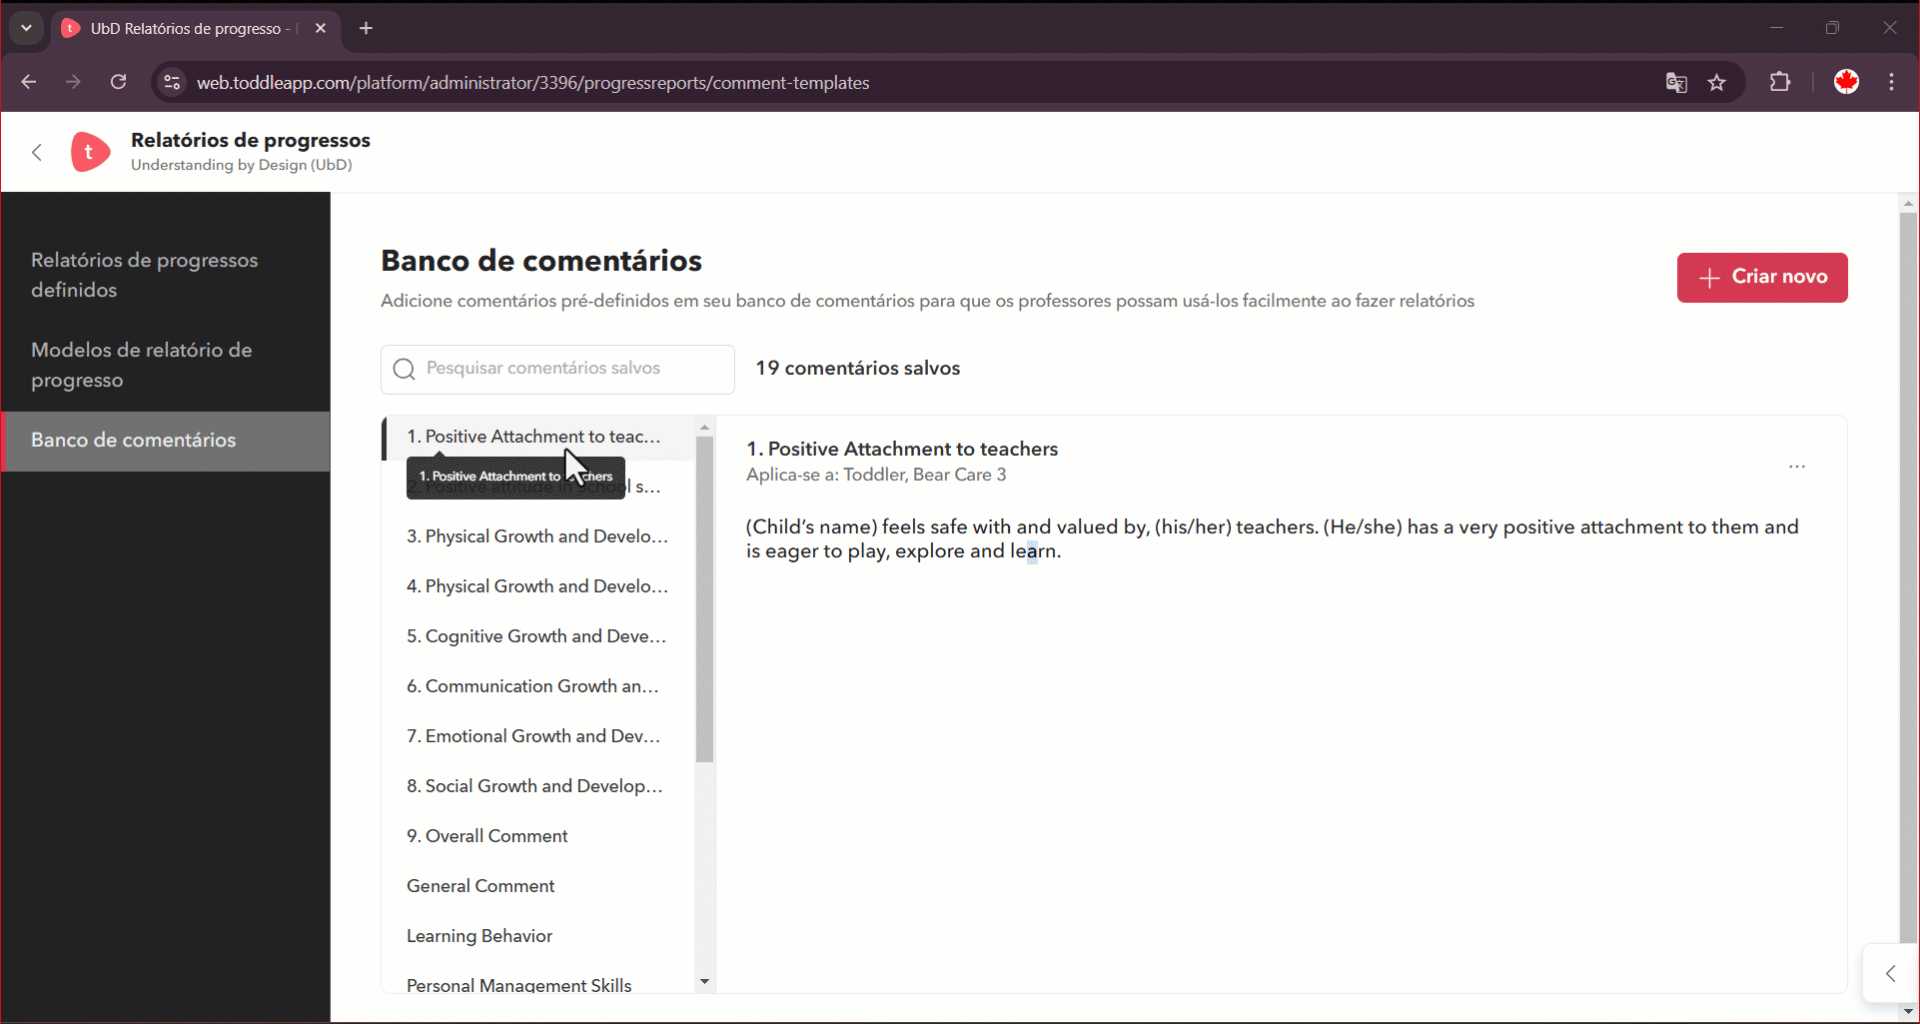 UbD Relatórios de progresso -
web.toddleapp.com/platform/administrator/3396/progressreports/comment-templates
t
Relatórios de progressos
Understanding by Design (UbD)
Relatórios de progressos
definidos
Modelos de relatório de
progresso
Banco de comentários
Banco de comentários
Adicione comentários pré-definidos em seu banco de comentários para que os professores possam usá-los facilmente ao fazer relatórios
Criar novo
Pesquisar comentários salvos
19 comentários salvos
1. Positive Attachment to teac...
1. Positive Attachment to teachers
2. Positive attitude in School s...
3. Physical Growth and Develo...
4. Physical Growth and Develo...
5. Cognitive Growth and Deve...
6. Communication Growth an...
7. Emotional Growth and Dev...
8. Social Growth and Develop...
9. Overall Comment
General Comment
Learning Behavior
Personal Management Skills
1. Positive Attachment to teachers
Aplica-se a: Toddler, Bear Care 3
(Child's name) feels safe with and valued by, (his/her) teachers. (He/she) has a very positive attachment to them and
is eager to play, explore and learn.